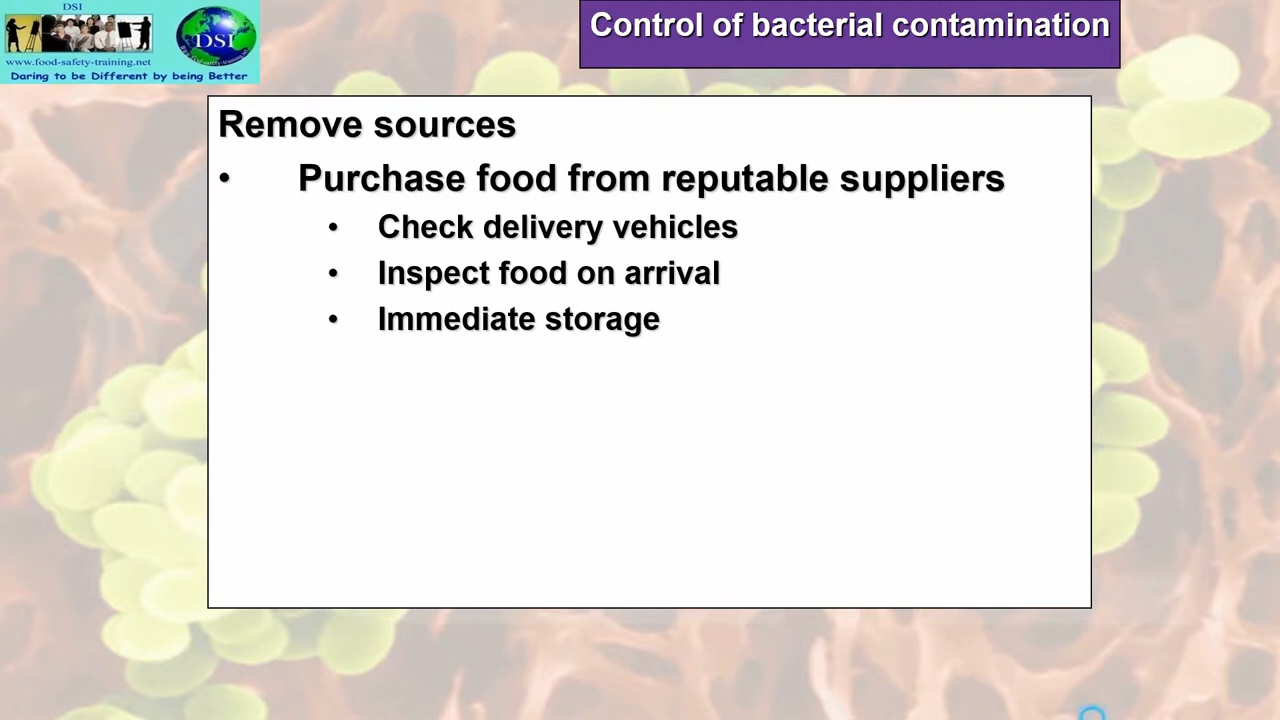 DSI
DSI
www.food-safety-training.net
Daring to be Different by being Better
Control of bacterial contamination
Remove sources
• Purchase food from reputable suppliers
• Check delivery vehicles
• Inspect food on arrival
• Immediate storage